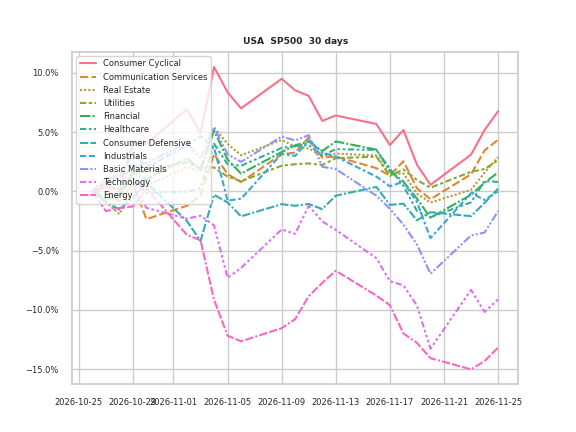 USA SP500 30 days
10.0%
5.0%
0.0%
−5.0%
−10.0%
−15.0%
Consumer Cyclical
Communication Services
Real Estate
Utilities
Financial
Healthcare
Consumer Defensive
Industrials
Basic Materials
Technology
Energy
2026-10-25 2026-10-29 2026-11-01 2026-11-05 2026-11-09 2026-11-13 2026-11-17 2026-11-21 2026-11-25